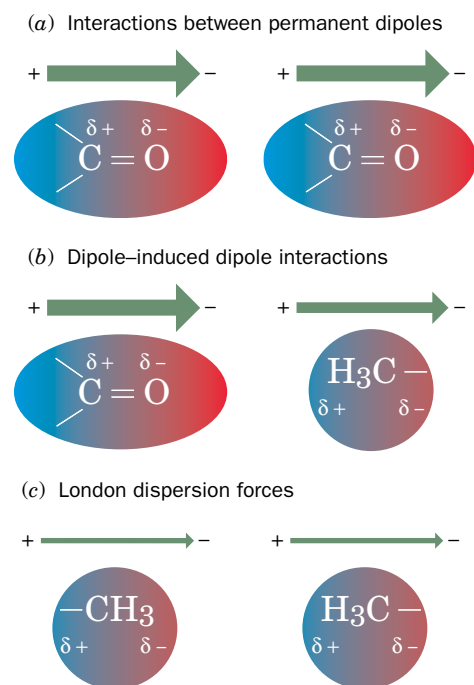 (a) Interactions between permanent dipoles
+ − + −
δ+ δ− δ+ δ−
C = O C = O
(b) Dipole–induced dipole interactions
+ − + −
δ+ δ−
C = O H₃C —
δ+ δ−
(c) London dispersion forces
+ − + −
—CH₃ H₃C —
δ+ δ− δ+ δ−